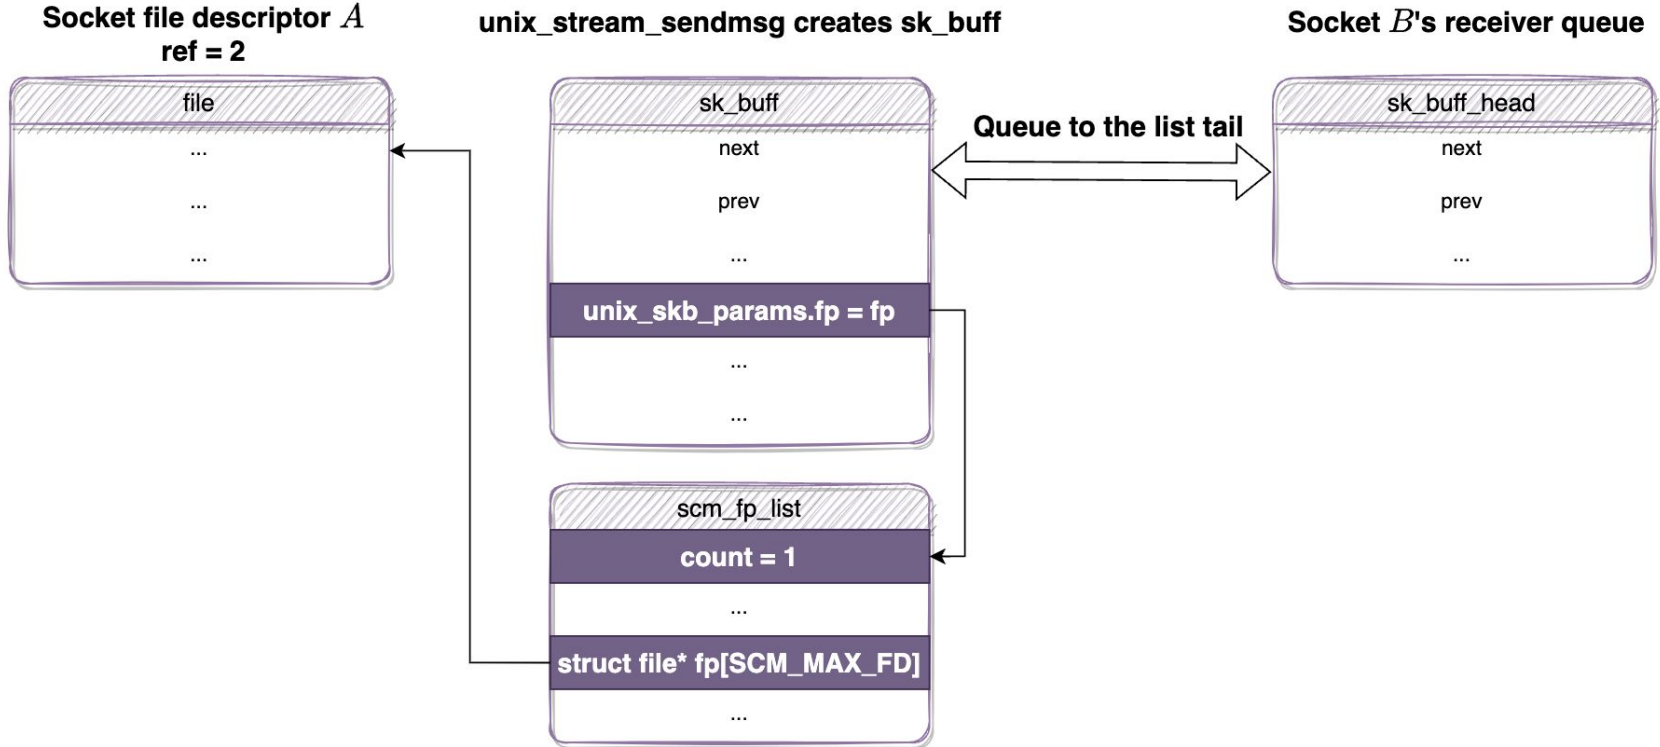 Socket file descriptor A
ref = 2
file
...
...
...
unix_stream_sendmsg creates sk_buff
sk_buff
next
prev
...
unix_skb_params.fp = fp
...
...
scm_fp_list
count = 1
...
struct file* fp[SCM_MAX_FD]
...
Queue to the list tail
Socket B's receiver queue
sk_buff_head
next
prev
...